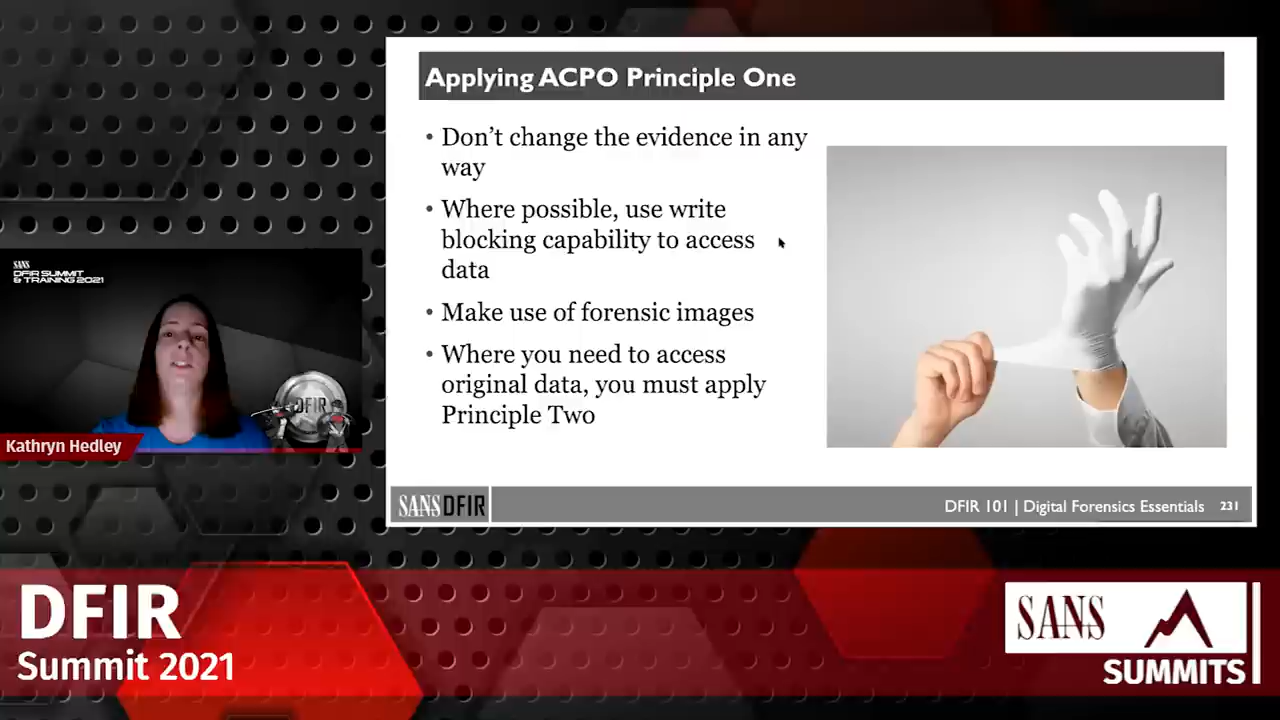 Applying ACPO Principle One
• Don’t change the evidence in any
way
• Where possible, use write
blocking capability to access
data
• Make use of forensic images
• Where you need to access
original data, you must apply
Principle Two
SANS DFIR
DFIR 101 | Digital Forensics Essentials 231
SANS
DFIR SUMMIT
& TRAINING 2021
DFIR
Kathryn Hedley
DFIR
Summit 2021
SANS
SUMMITS